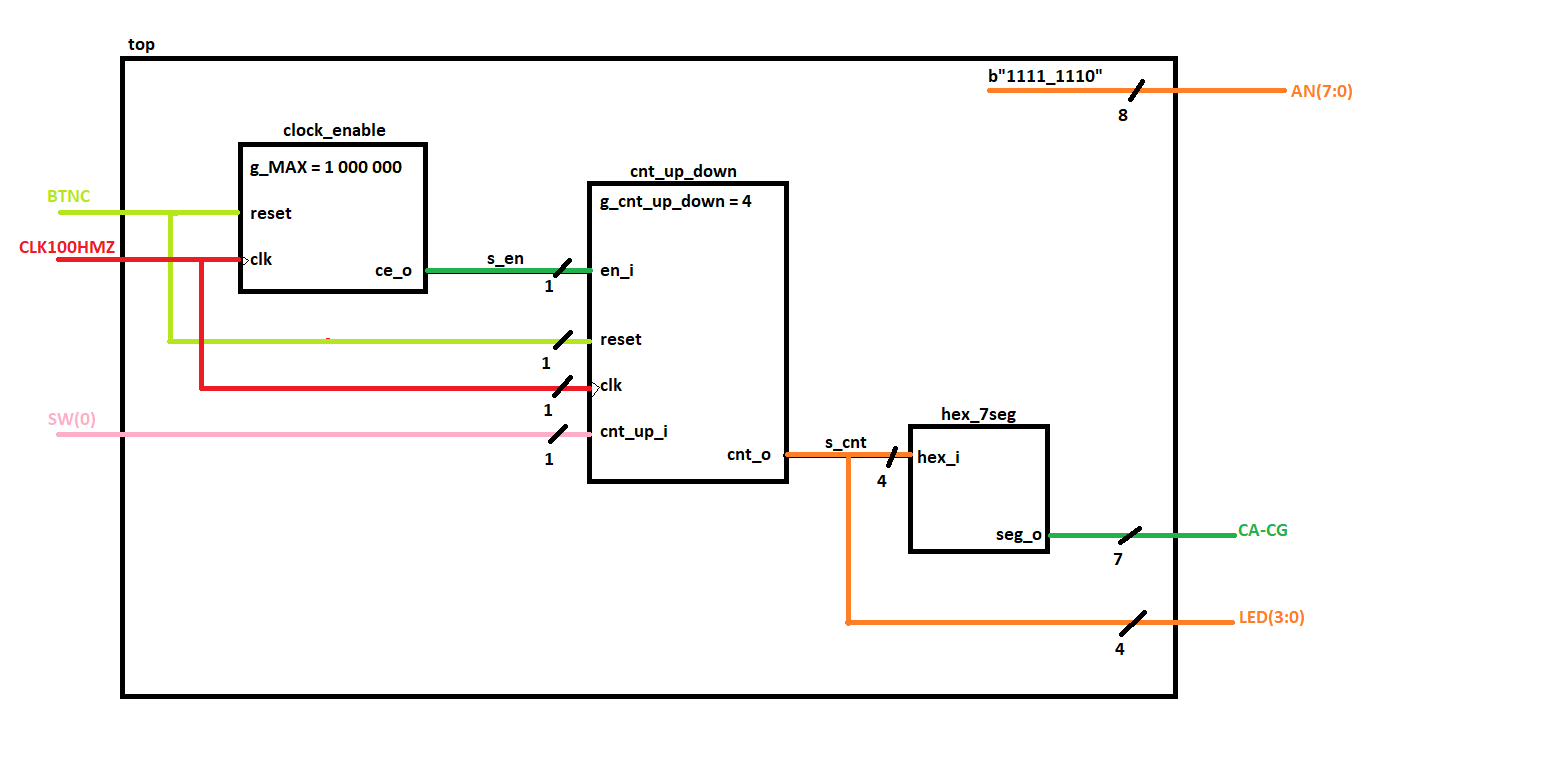 top
b"1111_1110"
AN(7:0)
8
clock_enable
g_MAX = 1 000 000
BTNC
reset
CLK100HMZ
clk
ce_o
s_en
1
cnt_up_down
g_cnt_up_down = 4
en_i
reset
1
clk
1
SW(0)
cnt_up_i
1
cnt_o
s_cnt
4
hex_7seg
hex_i
seg_o
CA-CG
7
LED(3:0)
4